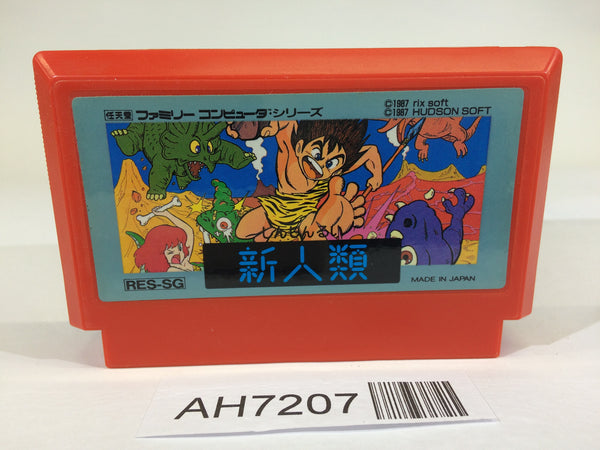 任天堂 ファミリー コンピュータ・シリーズ
©1987 rix soft
©1987 HUDSON SOFT
しんじんるい
新人類
RES-SG
MADE IN JAPAN
AH7207